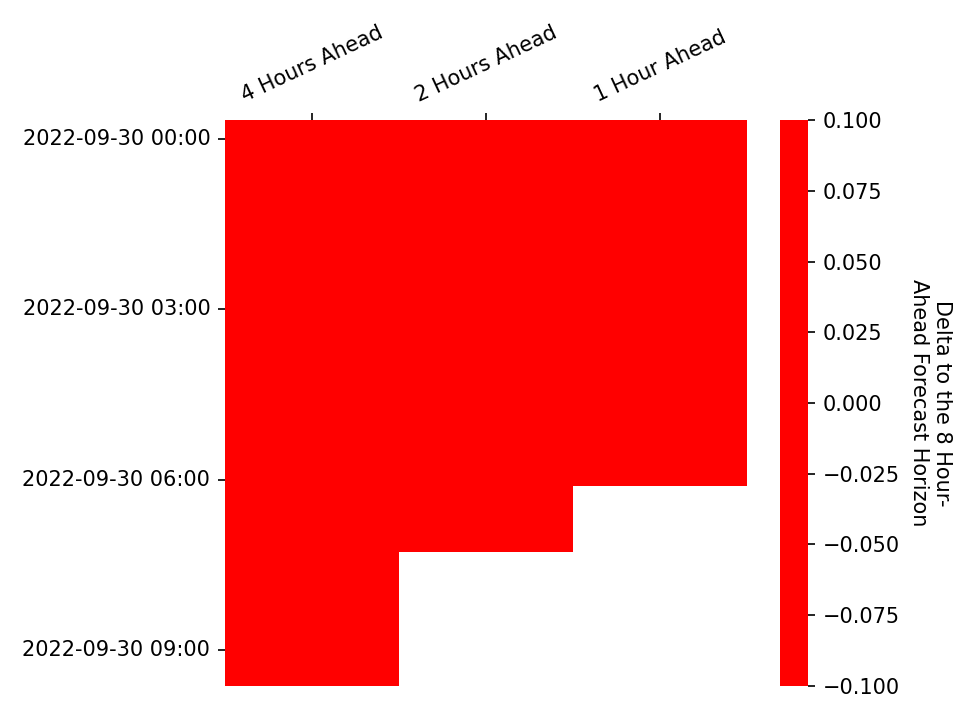 4 Hours Ahead
2 Hours Ahead
1 Hour Ahead
2022-09-30 00:00
2022-09-30 03:00
2022-09-30 06:00
2022-09-30 09:00
0.100
0.075
0.050
0.025
0.000
−0.025
−0.050
−0.075
−0.100
Delta to the 8 Hour-
Ahead Forecast Horizon